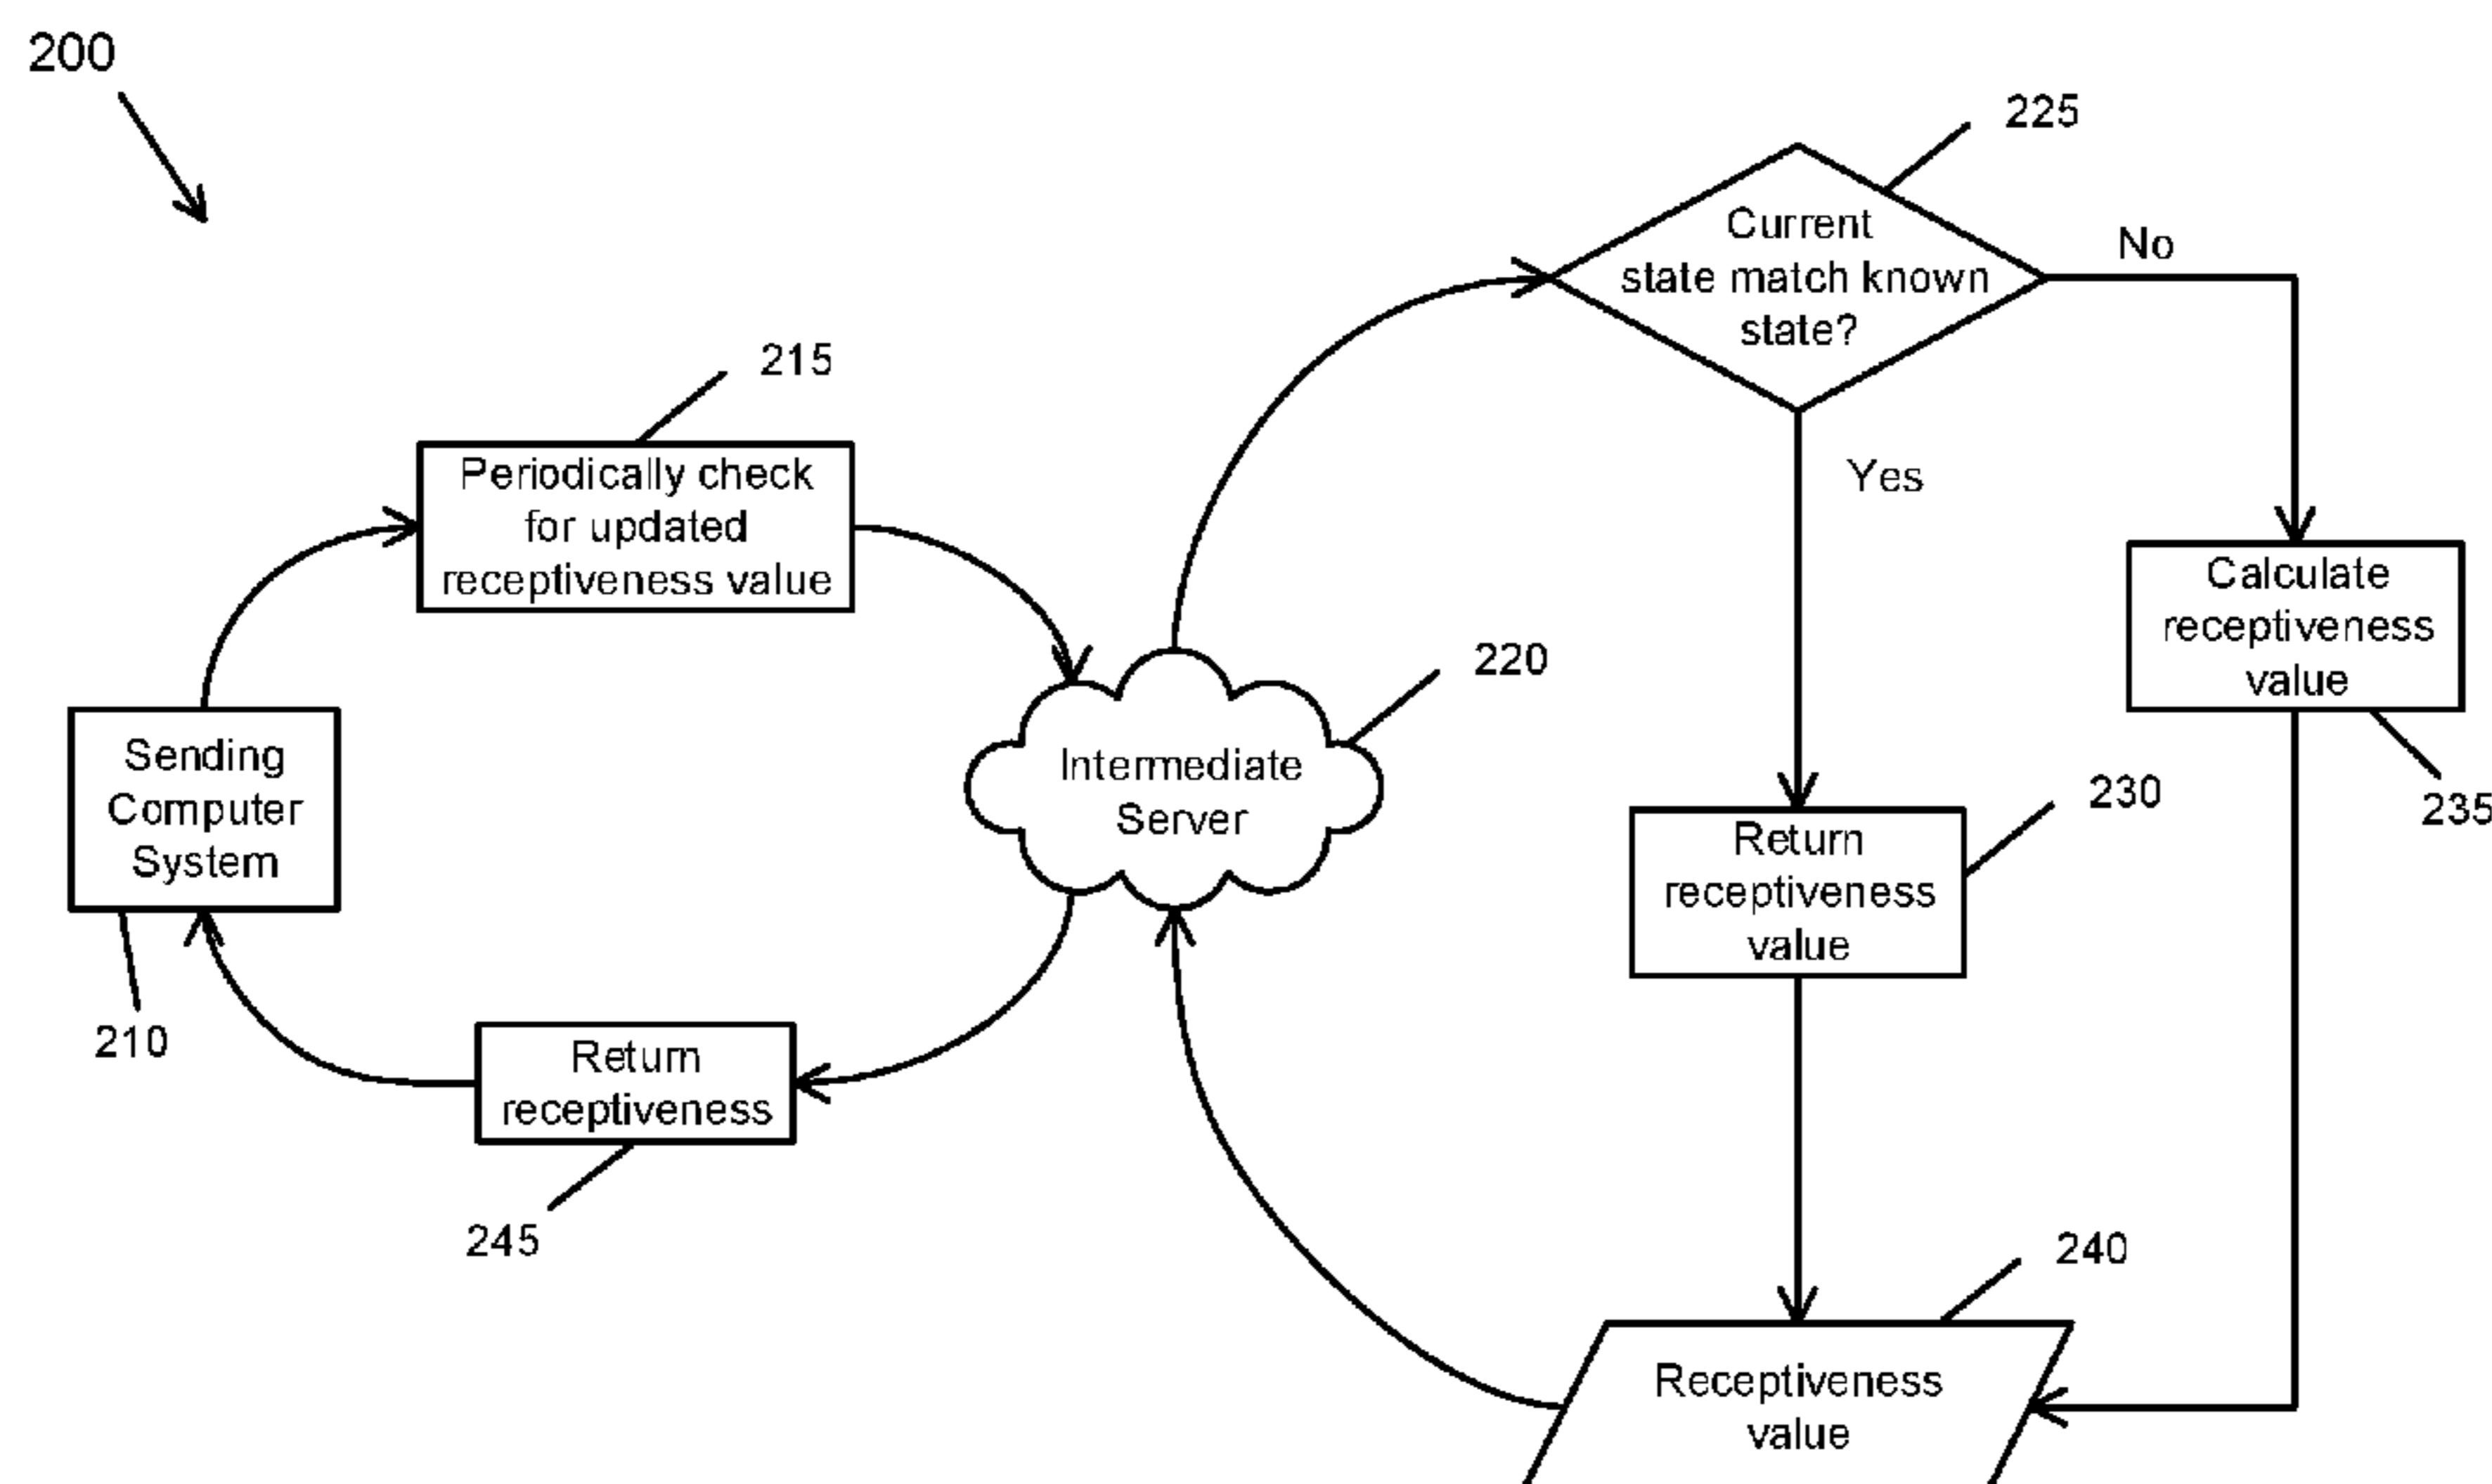 200
225
Current
state match known
state?
No
215
Periodically check
for updated
receptiveness value
Yes
Calculate
receptiveness
value
220
Sending
Computer
System
Intermediate
Server
230
235
Return
receptiveness
value
210
Return
receptiveness
245
240
Receptiveness
value